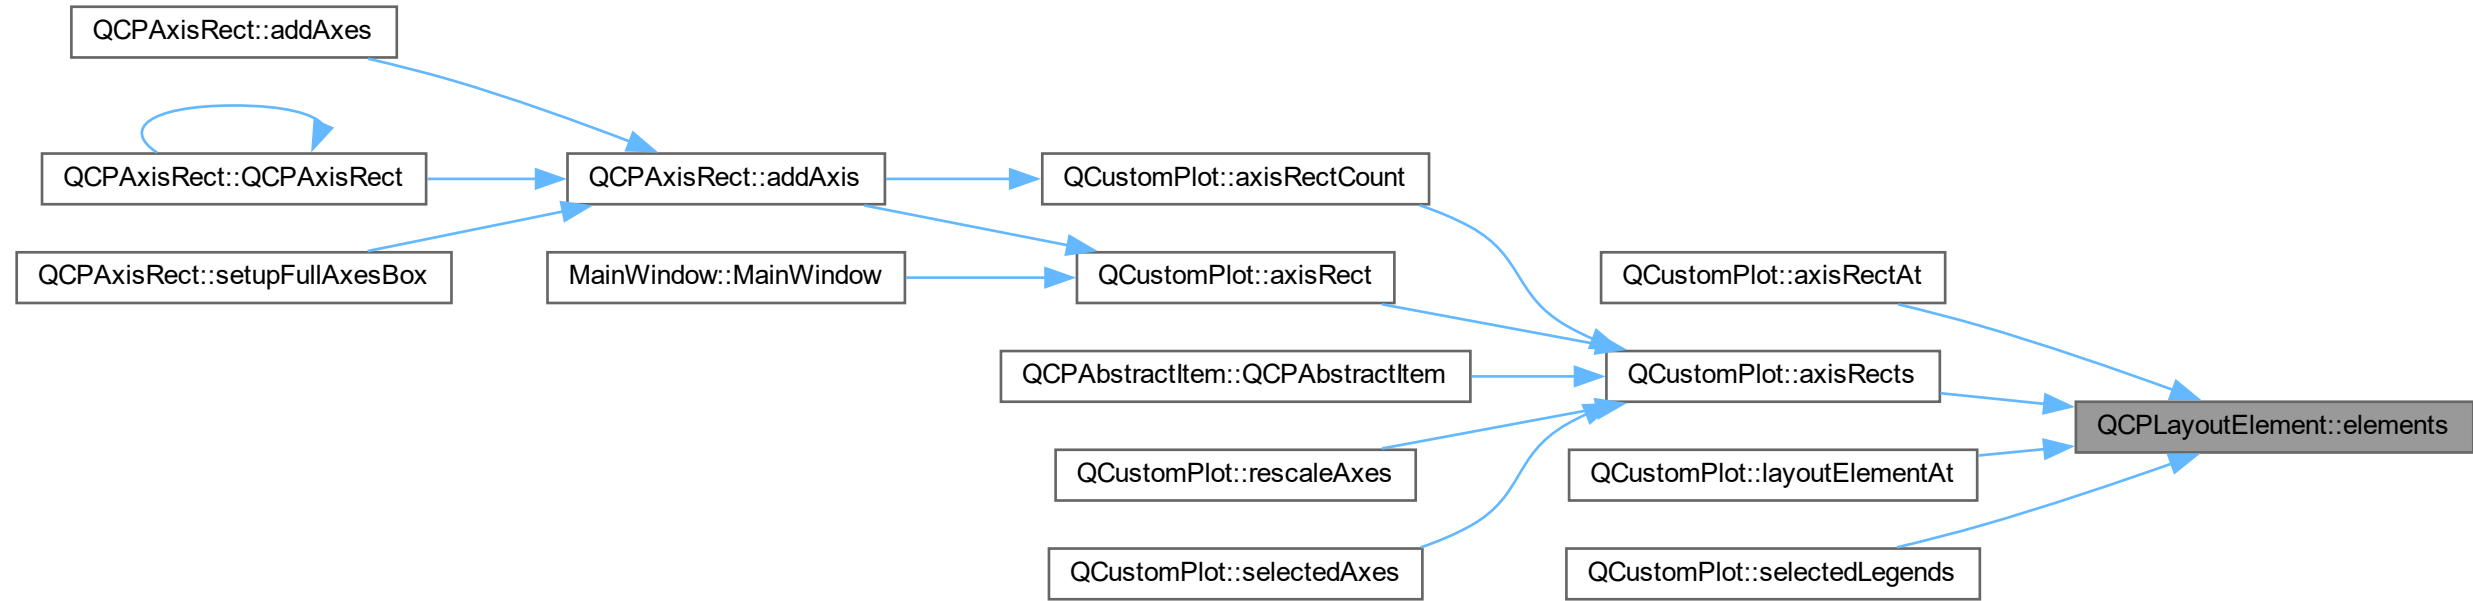 QCPAxisRect::addAxes
QCPAxisRect::QCPAxisRect
QCPAxisRect::addAxis
QCustomPlot::axisRectCount
QCPAxisRect::setupFullAxesBox
MainWindow::MainWindow
QCustomPlot::axisRect
QCustomPlot::axisRectAt
QCPAbstractItem::QCPAbstractItem
QCustomPlot::axisRects
QCPLayoutElement::elements
QCustomPlot::rescaleAxes
QCustomPlot::layoutElementAt
QCustomPlot::selectedAxes
QCustomPlot::selectedLegends